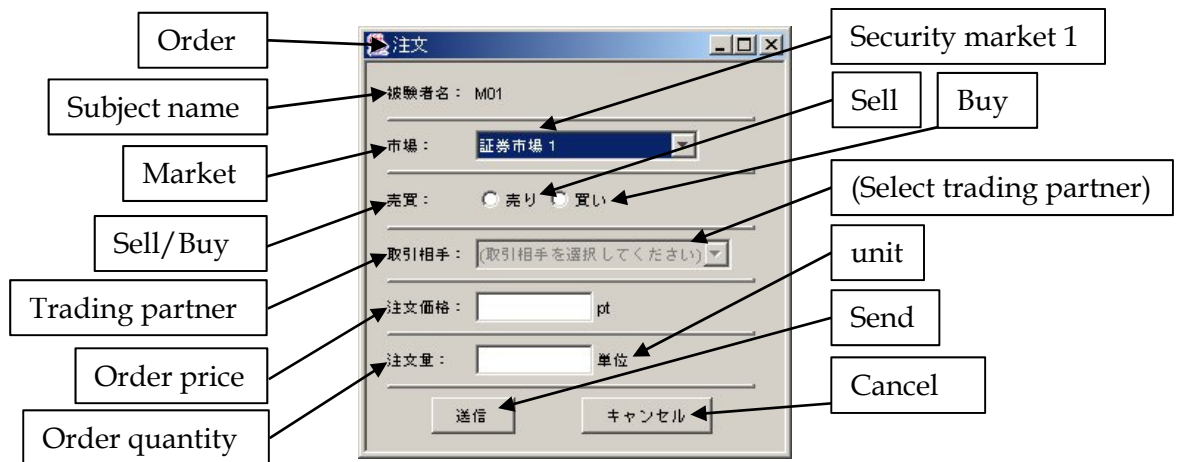 Order
注文
Security market 1
Subject name
被験者名： M01
Sell
Buy
Market
市場：
証券市場 1
Sell/Buy
売買：
売り
買い
(Select trading partner)
Trading partner
取引相手：
(取引相手を選択してください)
unit
Order price
注文価格：
pt
Send
Order quantity
注文量：
単位
Cancel
送信
キャンセル